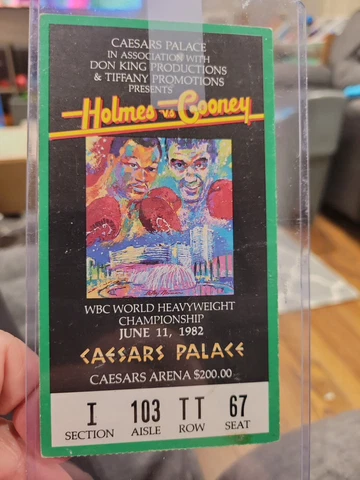 CAESARS PALACE
IN ASSOCIATION WITH
DON KING PRODUCTIONS
& TIFFANY PROMOTIONS
PRESENTS
Holmes vs Cooney
WBC WORLD HEAVYWEIGHT
CHAMPIONSHIP
JUNE 11, 1982
CAESARS PALACE
CAESARS ARENA $200.00
I 103 TT 67
SECTION AISLE ROW SEAT